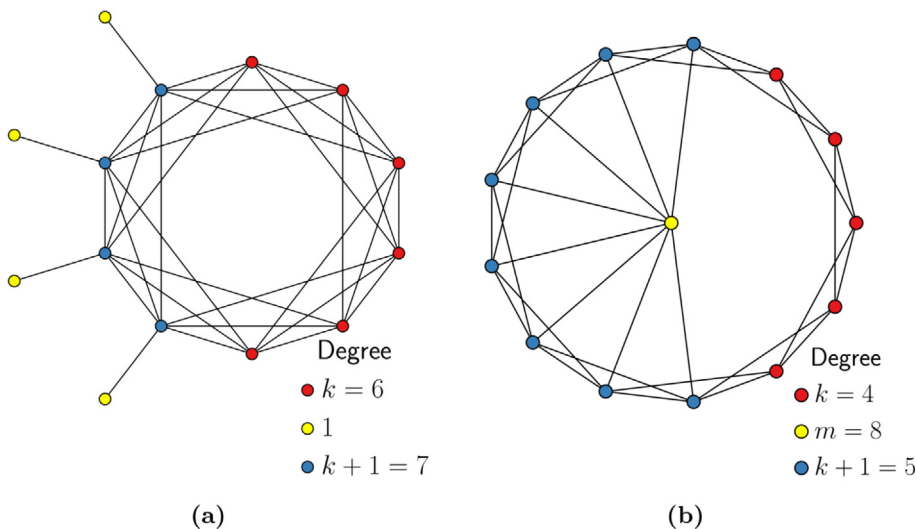 Degree
k = 6
1
k + 1 = 7
(a)
Degree
k = 4
m = 8
k + 1 = 5
(b)